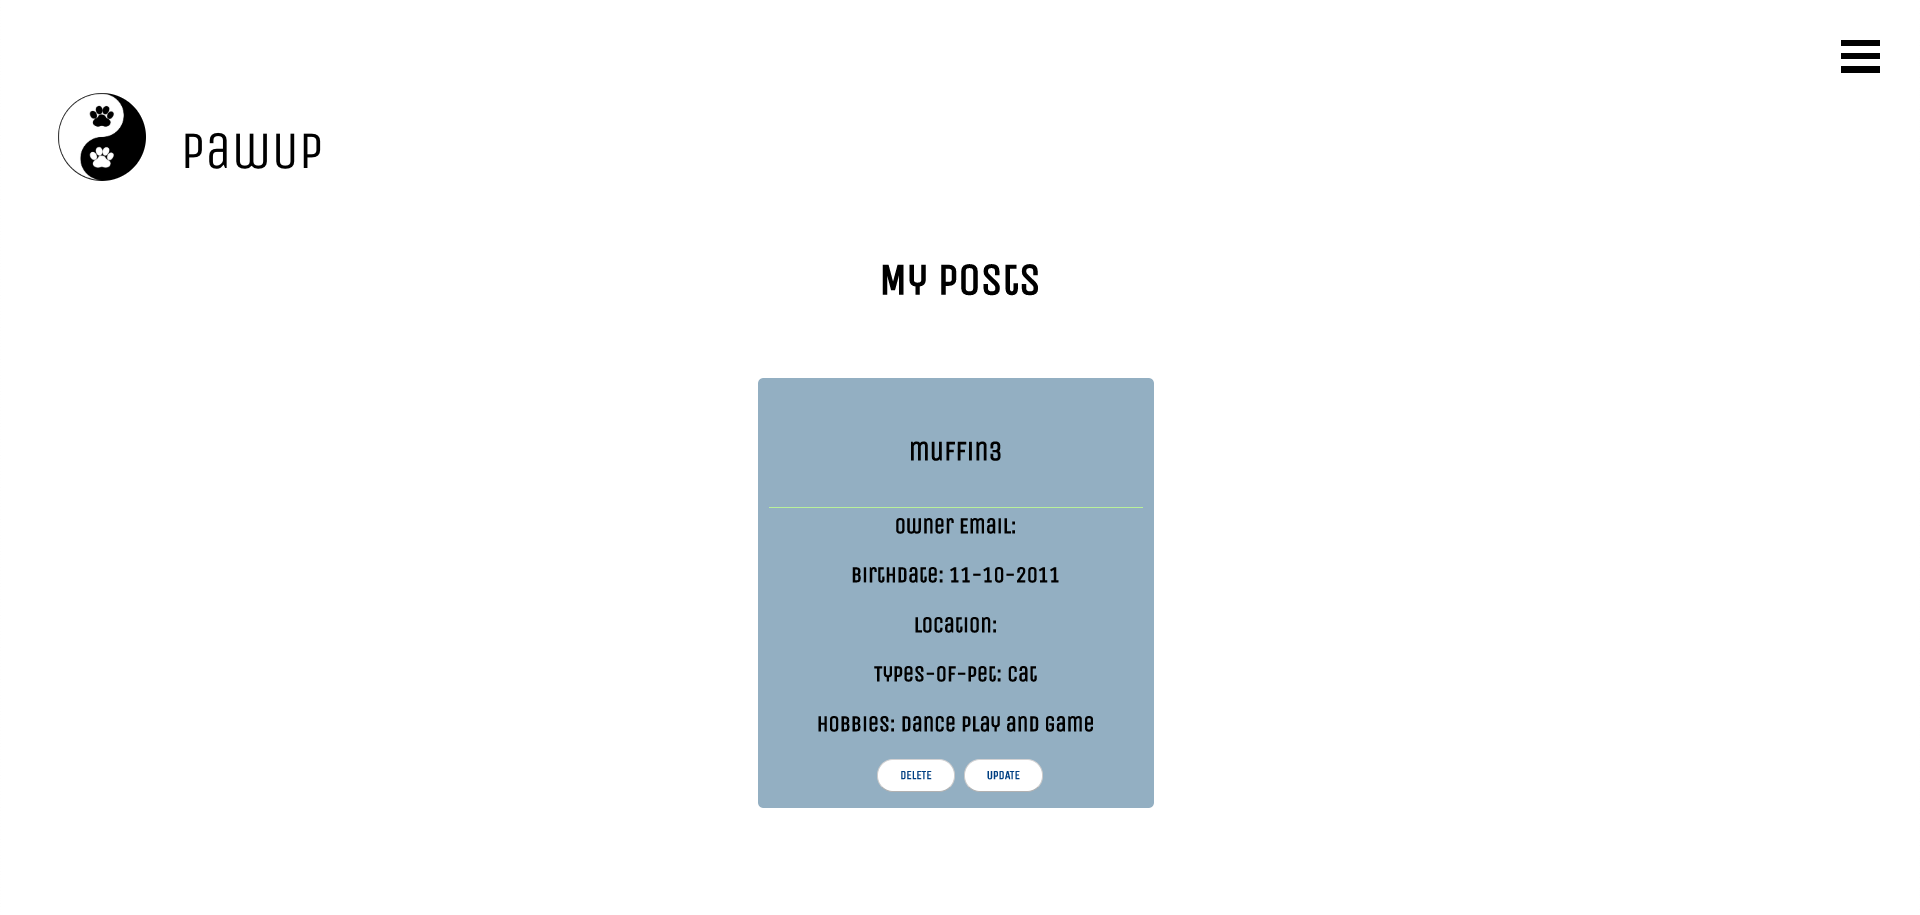 pawup
My Posts
muffin3
Owner Email:
Birthdate: 11-10-2011
Location:
Types-of-pet: Cat
Hobbies: Dance Play and Game
DELETE
UPDATE